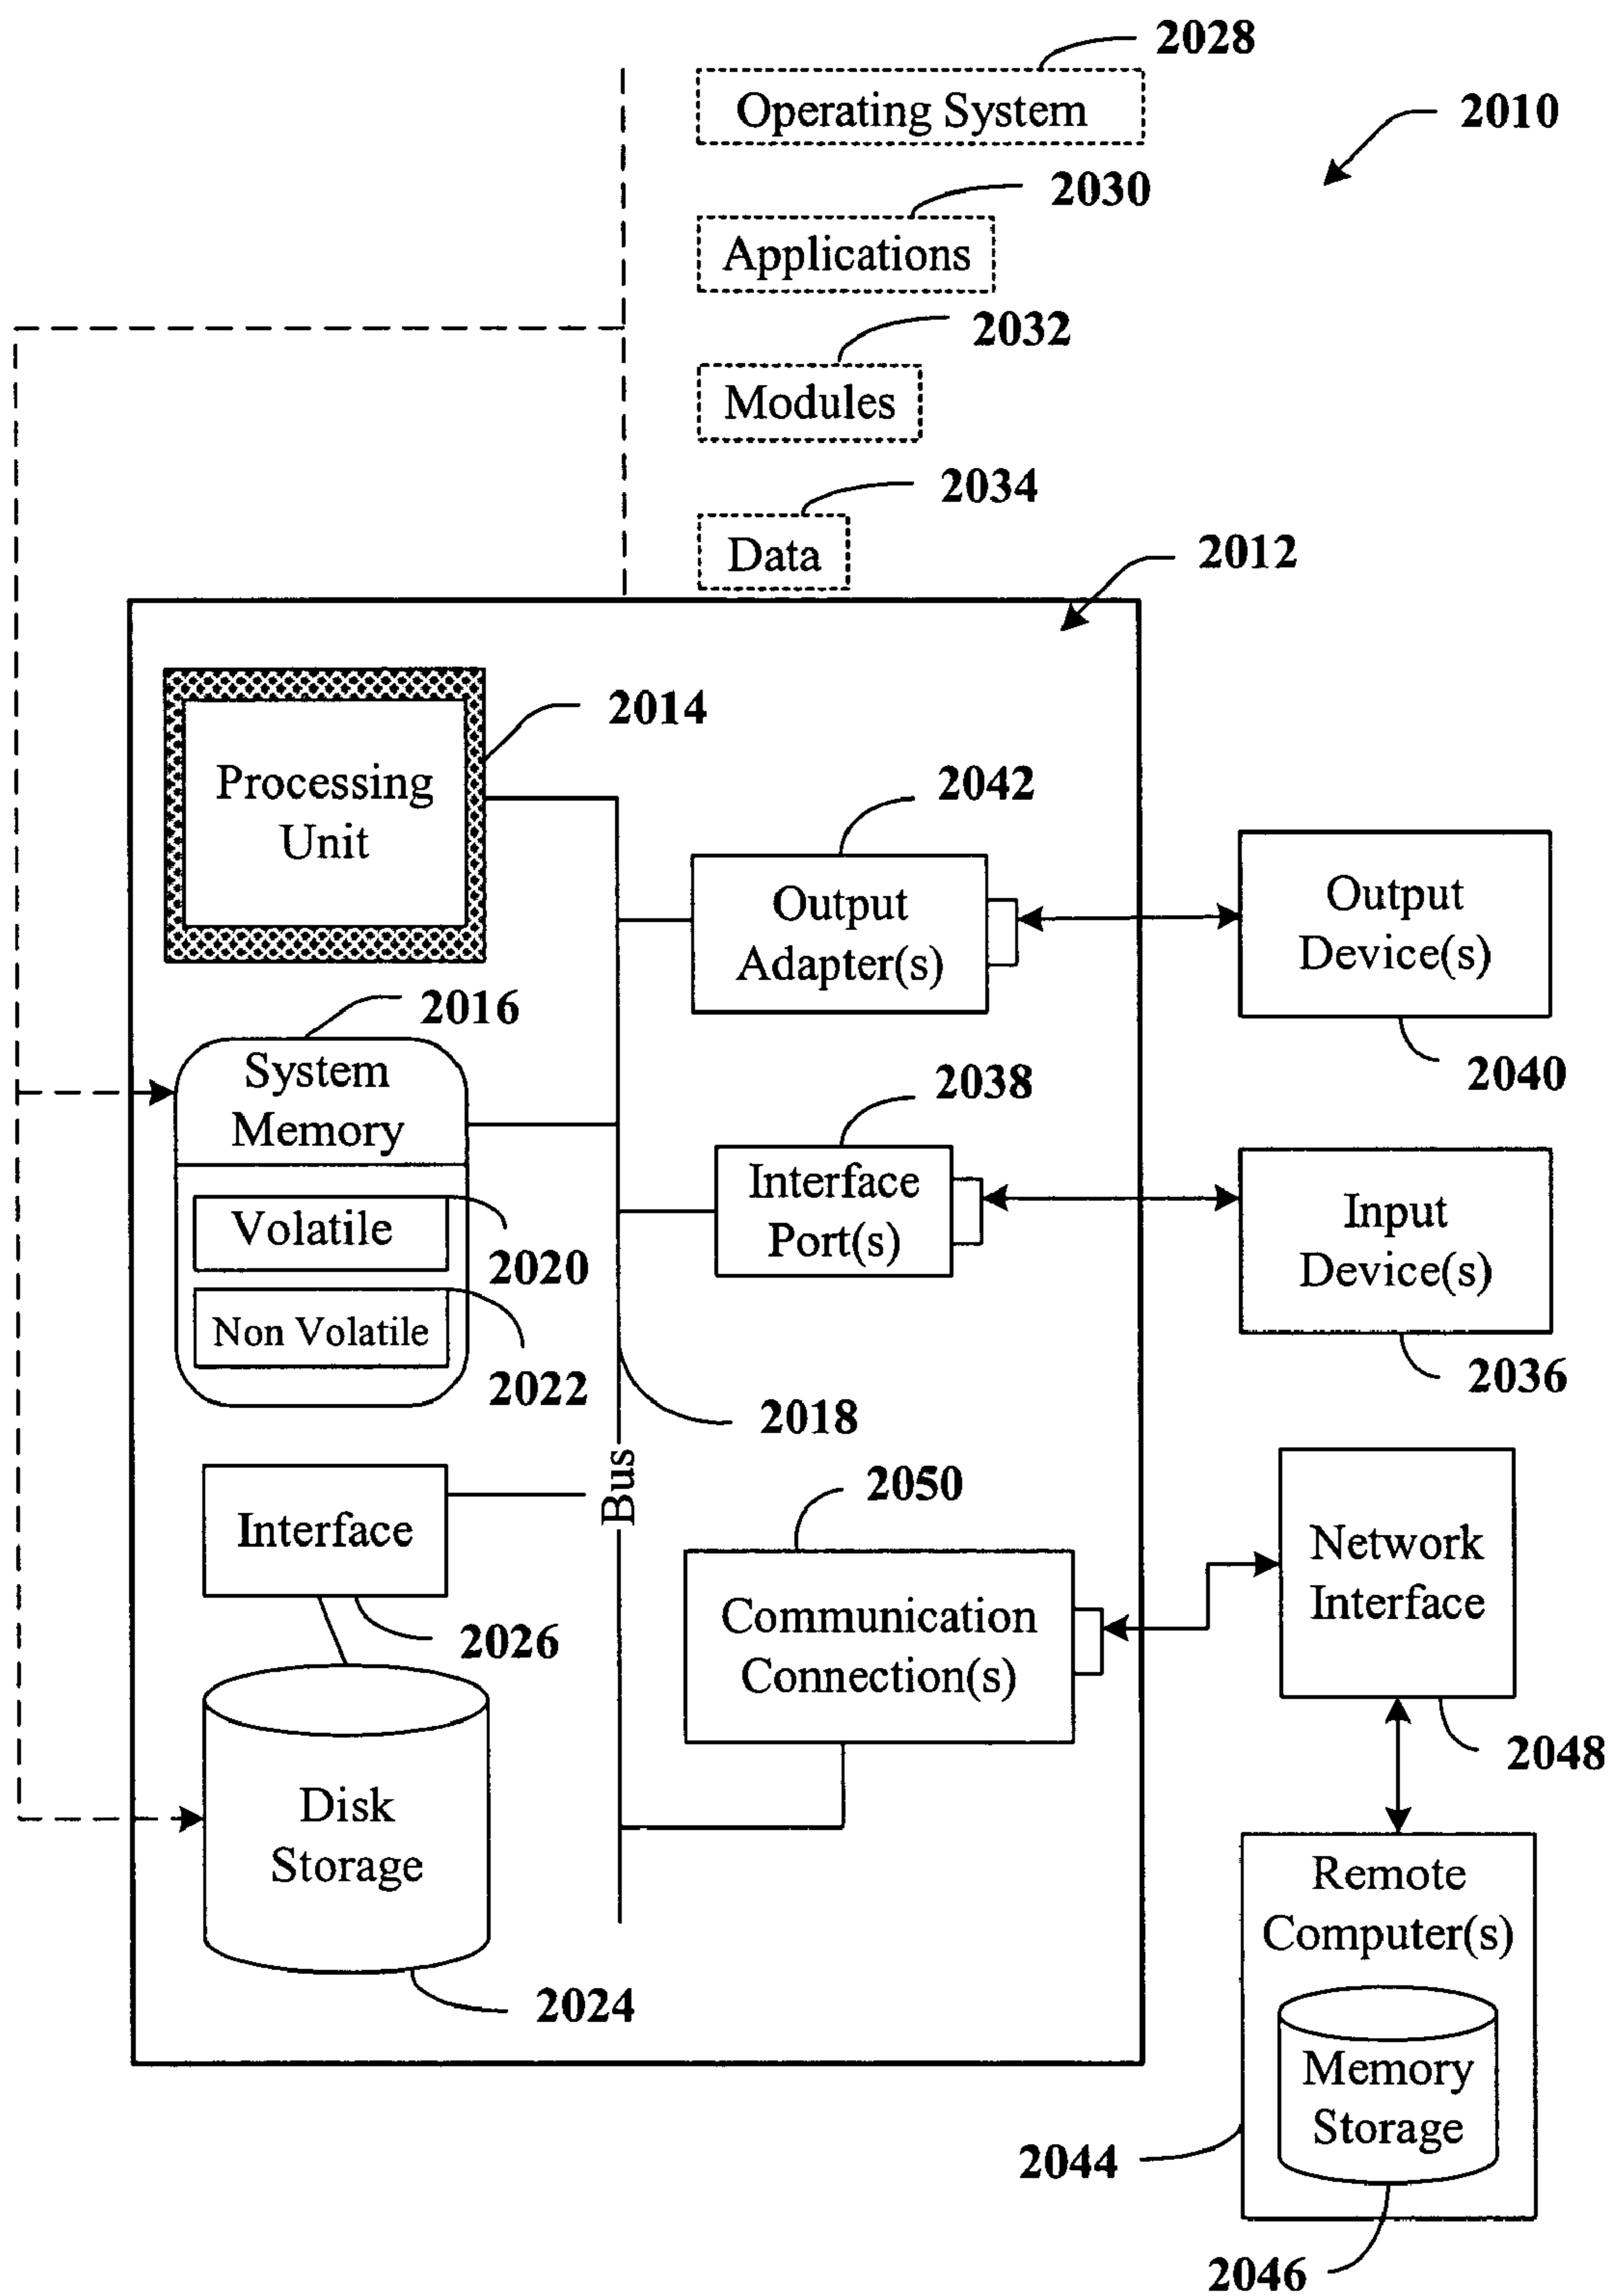 2028
Operating System
2010
2030
Applications
2032
Modules
2034
Data
2012
2014
Processing
Unit
2042
Output
Adapter(s)
Output
Device(s)
2040
2016
System
Memory
2038
Interface
Port(s)
Input
Device(s)
2036
Volatile
2020
Non Volatile
2022
2018
Bus
Interface
2026
2050
Communication
Connection(s)
Network
Interface
2048
Disk
Storage
2024
Remote
Computer(s)
Memory
Storage
2044
2046